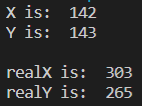 X is:  142
Y is:  143

realX is:  303
realY is:  265